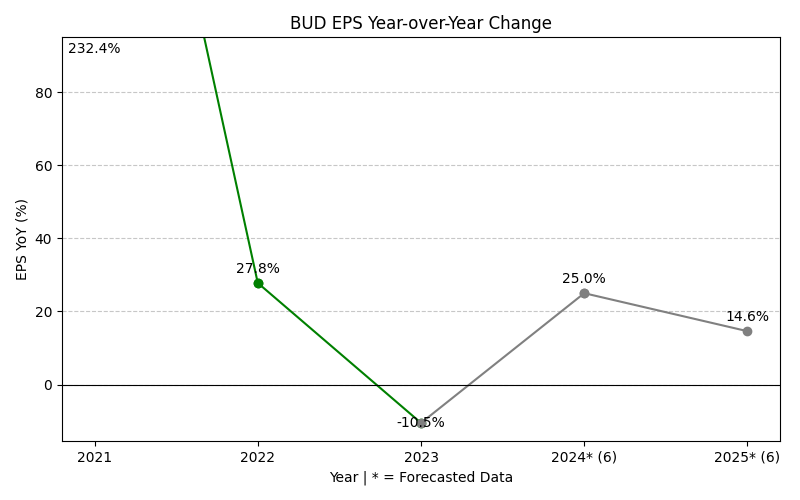 BUD EPS Year-over-Year Change
232.4%
80
60
40
27.8%
25.0%
20
14.6%
0
-10.5%
EPS YoY (%)
2021 2022 2023 2024* (6) 2025* (6)
Year | * = Forecasted Data